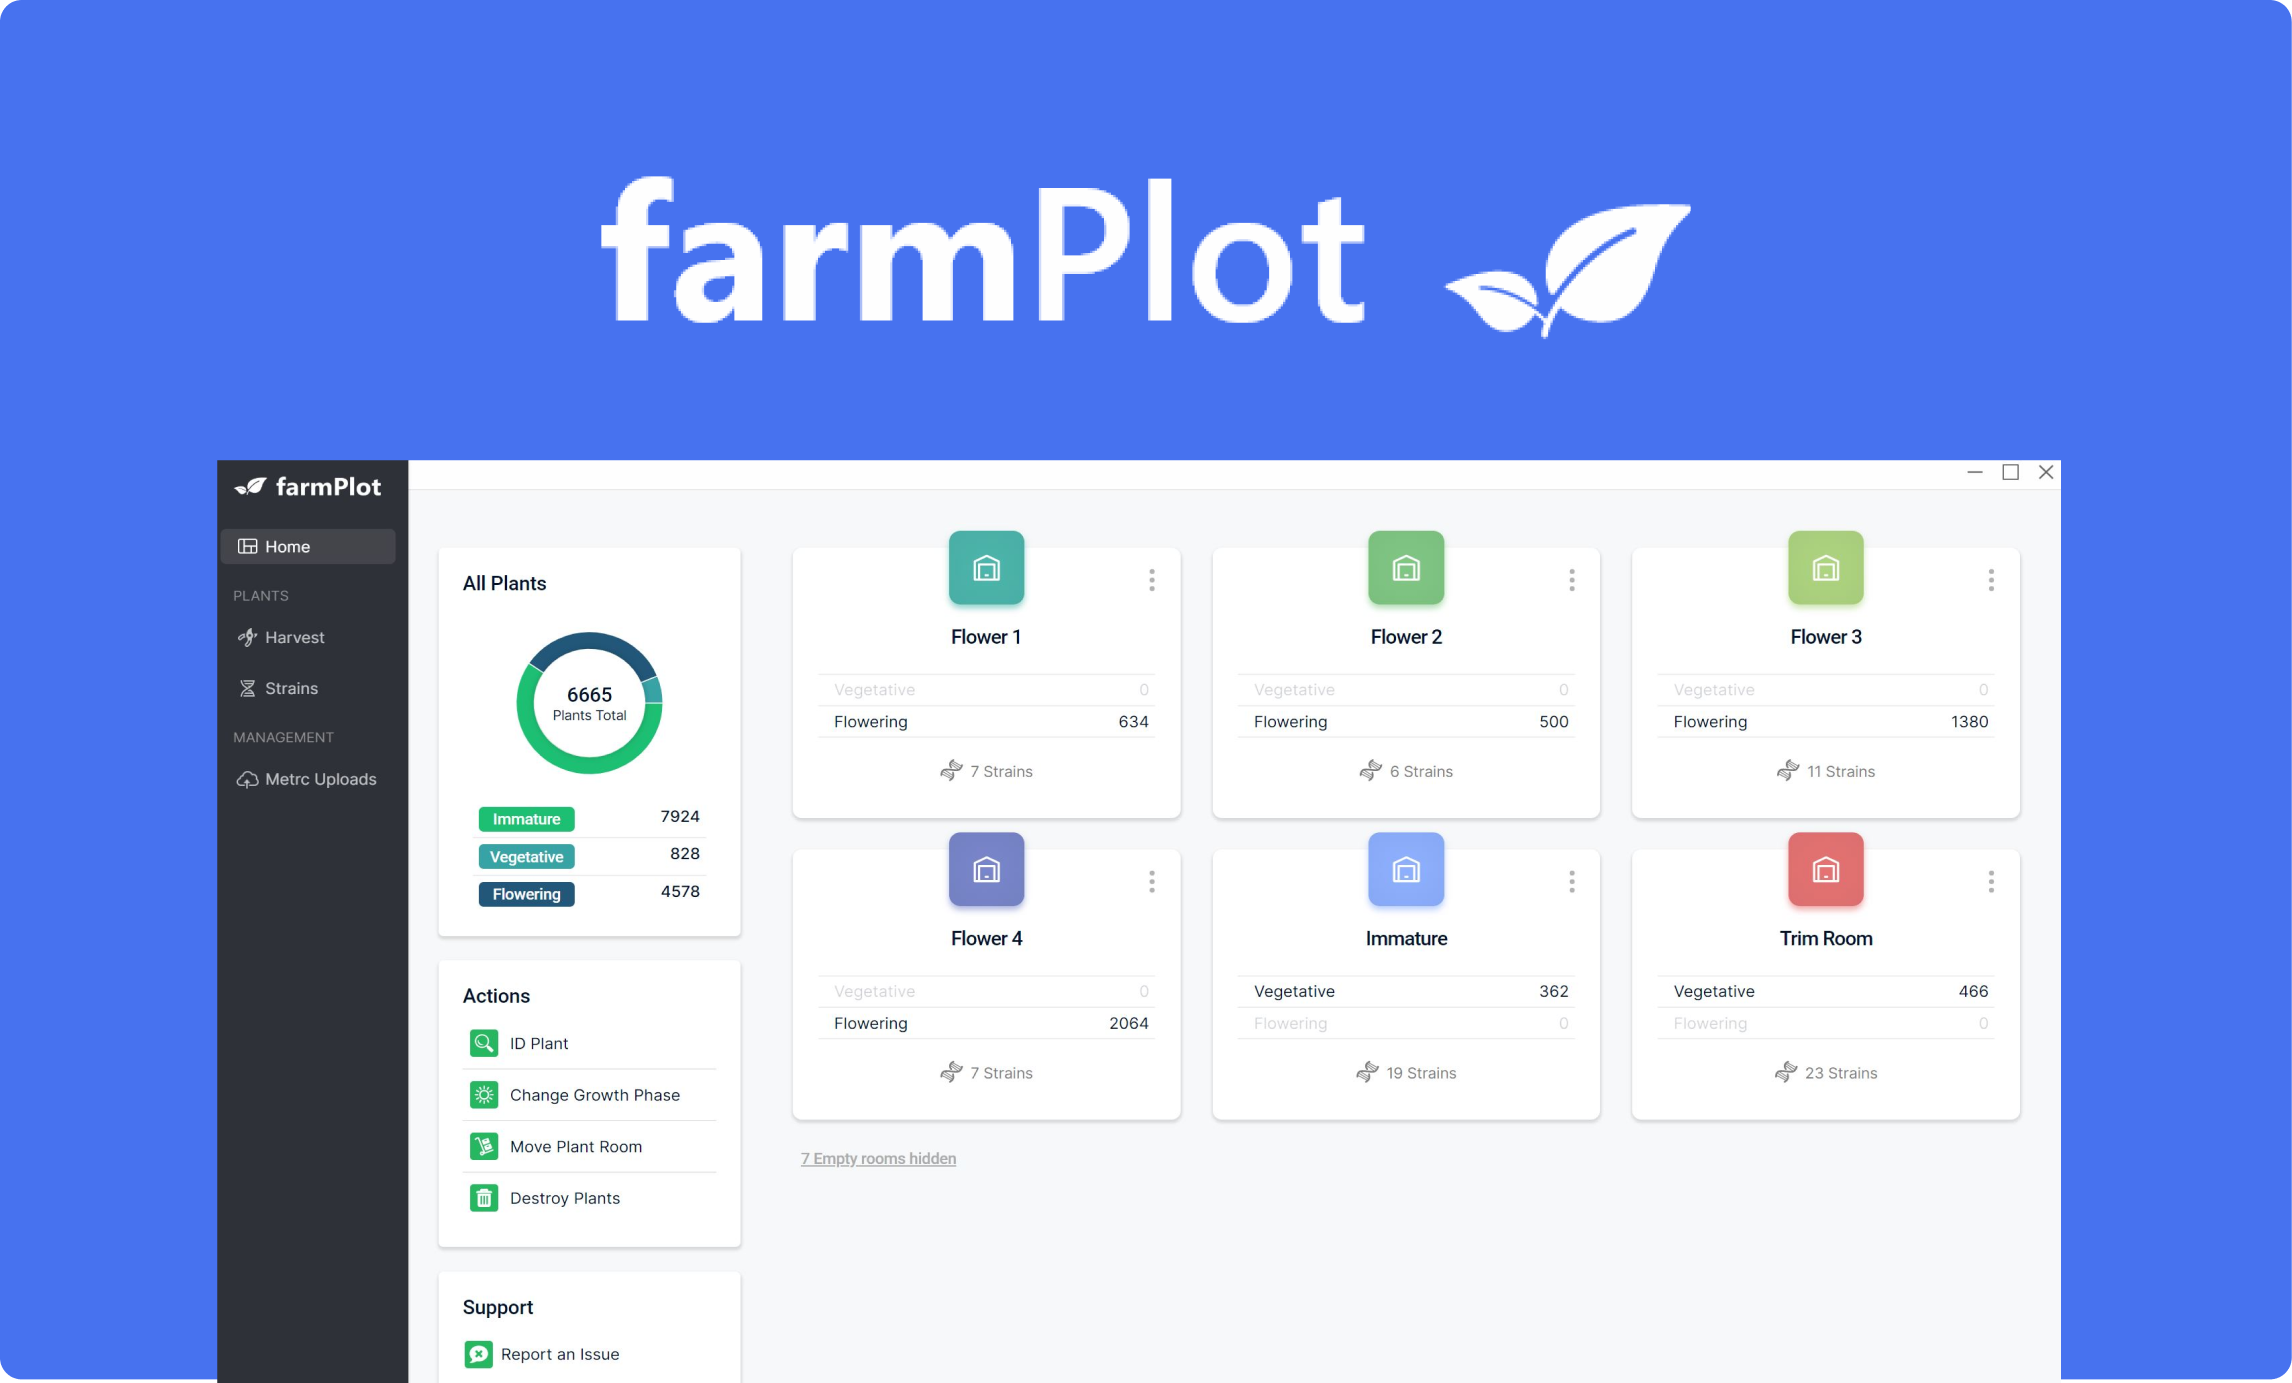 farmPlot
farmPlot
Home
PLANTS
Harvest
Strains
MANAGEMENT
Metrc Uploads
All Plants
6665
Plants Total
Immature 7924
Vegetative 828
Flowering 4578
Actions
ID Plant
Change Growth Phase
Move Plant Room
Destroy Plants
Support
Report an Issue
Flower 1
Vegetative 0
Flowering 634
7 Strains
Flower 2
Vegetative 0
Flowering 500
6 Strains
Flower 3
Vegetative 0
Flowering 1380
11 Strains
Flower 4
Vegetative 0
Flowering 2064
7 Strains
Immature
Vegetative 362
Flowering 0
19 Strains
Trim Room
Vegetative 466
Flowering 0
23 Strains
7 Empty rooms hidden